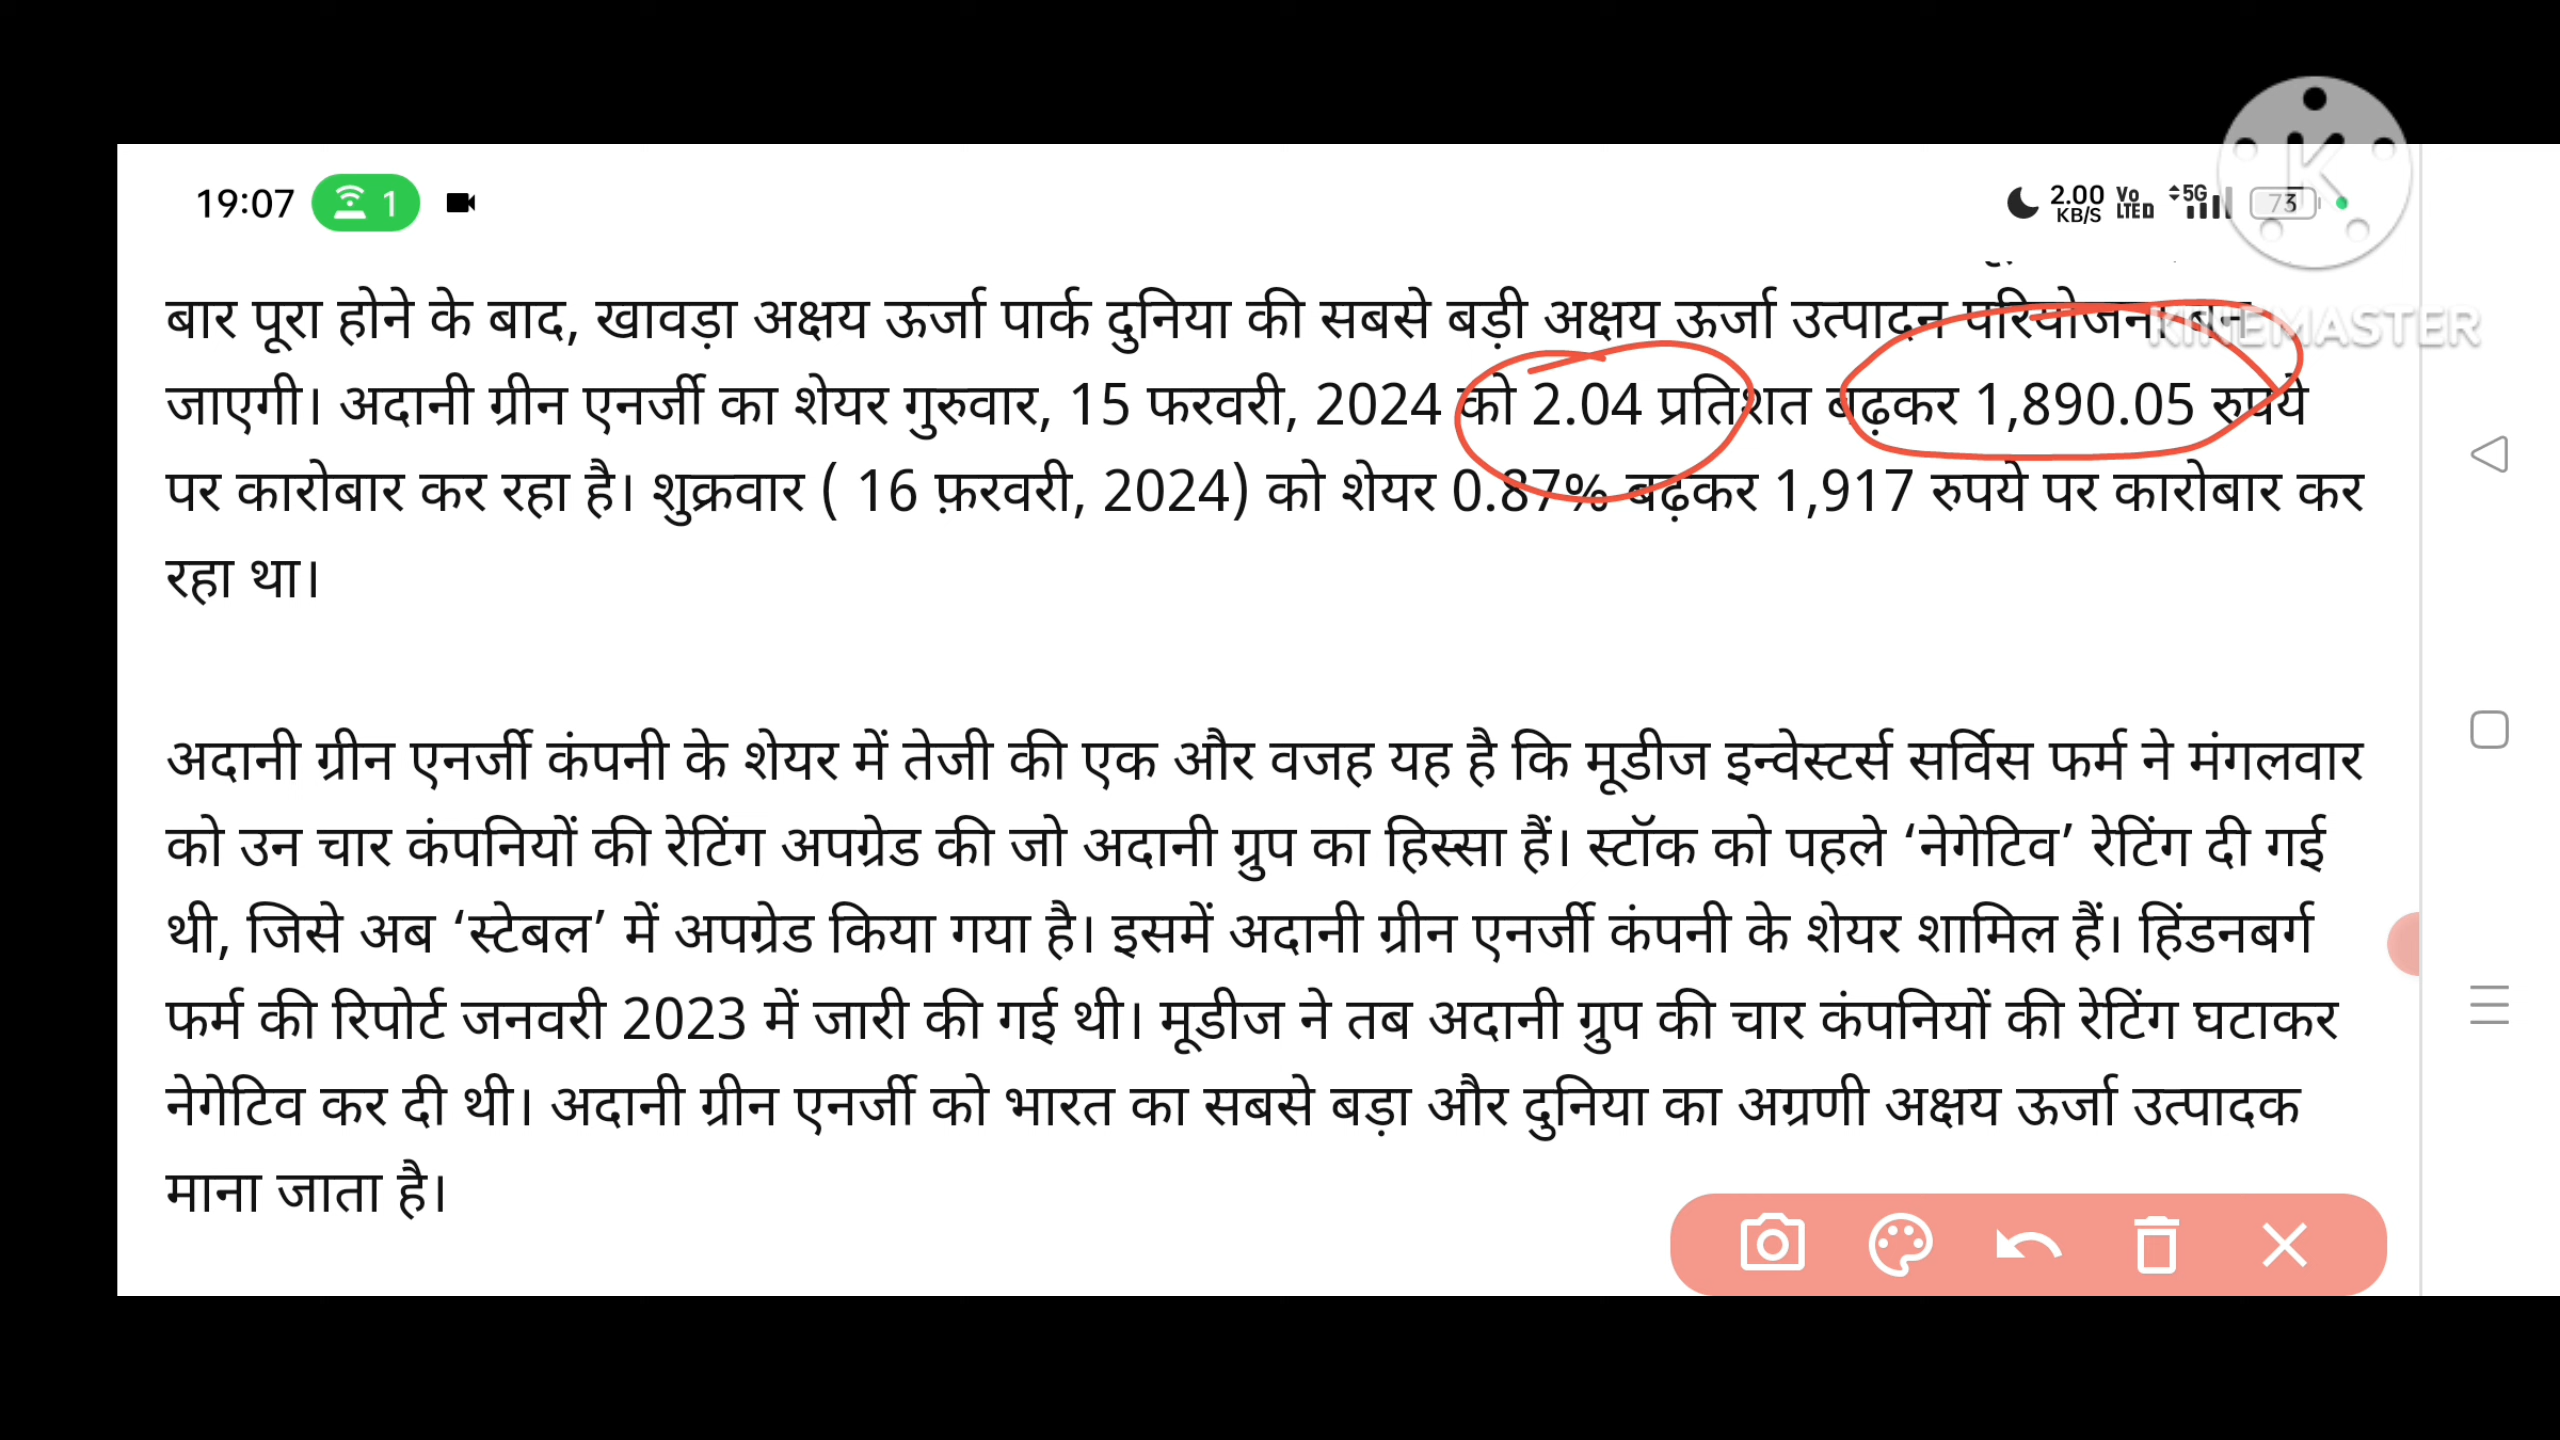 19:07 1
2.00 KB/S Vo LTE 5G 73
KINEMASTER
बार पूरा होने के बाद, खावड़ा अक्षय ऊर्जा पार्क दुनिया की सबसे बड़ी अक्षय ऊर्जा उत्पादन परियोजना बन
जाएगी। अदानी ग्रीन एनर्जी का शेयर गुरुवार, 15 फरवरी, 2024 को 2.04 प्रतिशत बढ़कर 1,890.05 रुपये
पर कारोबार कर रहा है। शुक्रवार ( 16 फ़रवरी, 2024) को शेयर 0.87% बढ़कर 1,917 रुपये पर कारोबार कर
रहा था।
अदानी ग्रीन एनर्जी कंपनी के शेयर में तेजी की एक और वजह यह है कि मूडीज इन्वेस्टर्स सर्विस फर्म ने मंगलवार
को उन चार कंपनियों की रेटिंग अपग्रेड की जो अदानी ग्रुप का हिस्सा हैं। स्टॉक को पहले ‘नेगेटिव’ रेटिंग दी गई
थी, जिसे अब ‘स्टेबल’ में अपग्रेड किया गया है। इसमें अदानी ग्रीन एनर्जी कंपनी के शेयर शामिल हैं। हिंडनबर्ग
फर्म की रिपोर्ट जनवरी 2023 में जारी की गई थी। मूडीज ने तब अदानी ग्रुप की चार कंपनियों की रेटिंग घटाकर
नेगेटिव कर दी थी। अदानी ग्रीन एनर्जी को भारत का सबसे बड़ा और दुनिया का अग्रणी अक्षय ऊर्जा उत्पादक
माना जाता है।